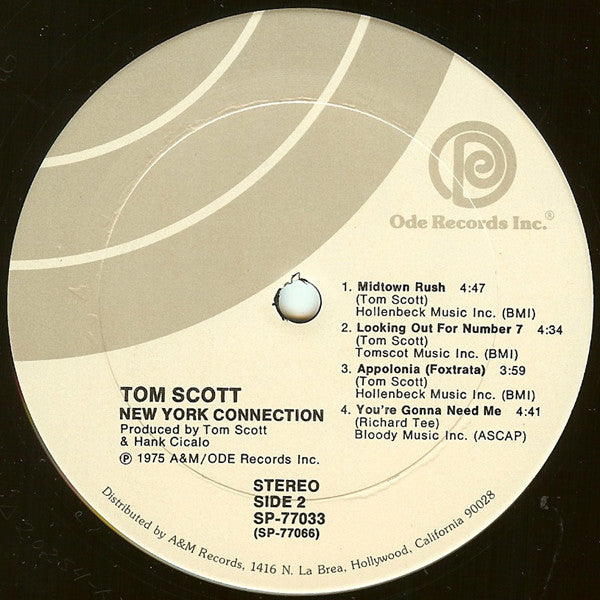 Ode Records Inc.®
1. Midtown Rush 4:47
(Tom Scott)
Hollenbeck Music Inc. (BMI)
2. Looking Out For Number 7 4:34
(Tom Scott)
Tomscot Music Inc. (BMI)
3. Appolonia (Foxtrata) 3:59
(Tom Scott)
Hollenbeck Music Inc. (BMI)
4. You're Gonna Need Me 4:41
(Richard Tee)
Bloody Music Inc. (ASCAP)
TOM SCOTT
NEW YORK CONNECTION
Produced by Tom Scott
& Hank Cicalo
℗ 1975 A&M/ODE Records Inc.
STEREO
SIDE 2
SP-77033
(SP-77066)
Distributed by A&M Records, 1416 N. La Brea, Hollywood, California 90028